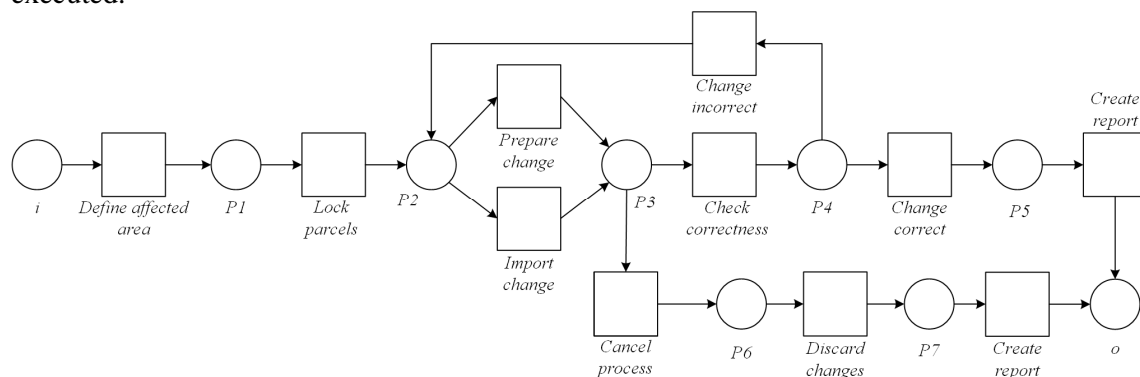 executed.
Change
incorrect
Create
report
Prepare
change
i
Define affected
area
P1
Lock
parcels
P2
P3
Check
correctness
P4
Change
correct
P5
Import
change
Cancel
process
P6
Discard
changes
P7
Create
report
o